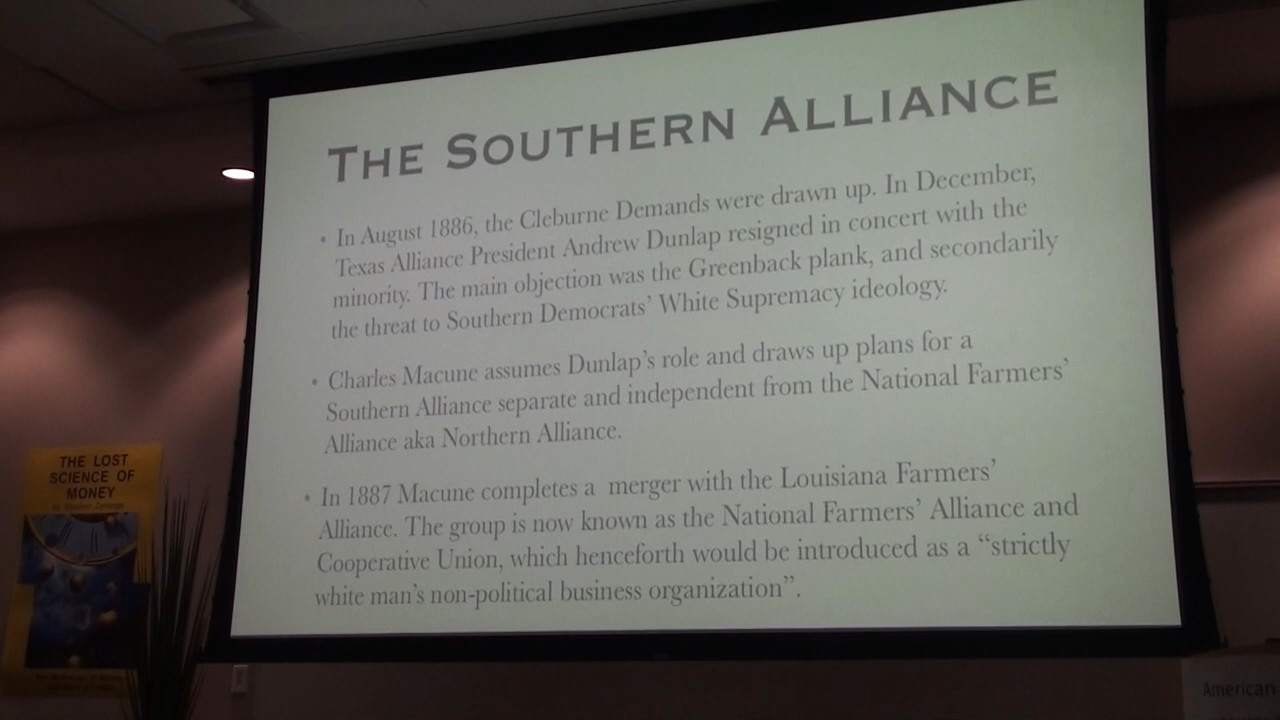 THE SOUTHERN ALLIANCE
• In August 1886, the Cleburne Demands were drawn up. In December,
Texas Alliance President Andrew Dunlap resigned in concert with the
minority. The main objection was the Greenback plank, and secondarily
the threat to Southern Democrats' White Supremacy ideology.
• Charles Macune assumes Dunlap's role and draws up plans for a
Southern Alliance separate and independent from the National Farmers'
Alliance aka Northern Alliance.
• In 1887 Macune completes a merger with the Louisiana Farmers'
Alliance. The group is now known as the National Farmers' Alliance and
Cooperative Union, which henceforth would be introduced as a “strictly
white man's non-political business organization”.
THE LOST
SCIENCE OF
MONEY
American